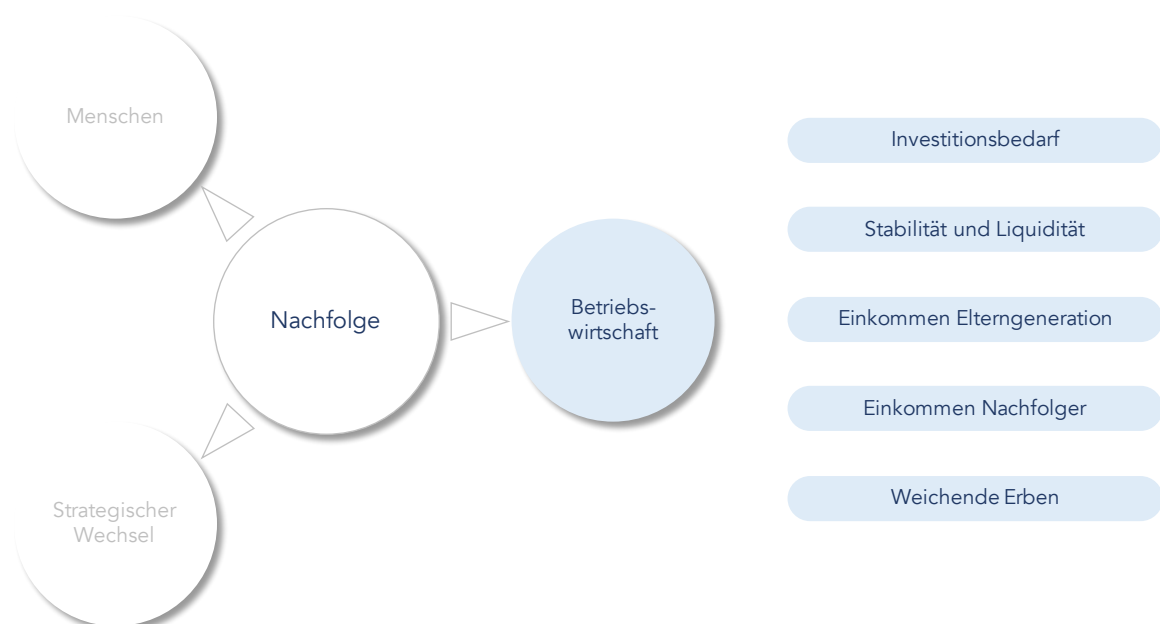 Menschen
Nachfolge
Strategischer
Wechsel
Betriebs-
wirtschaft
Investitionsbedarf
Stabilität und Liquidität
Einkommen Elterngeneration
Einkommen Nachfolger
Weichende Erben